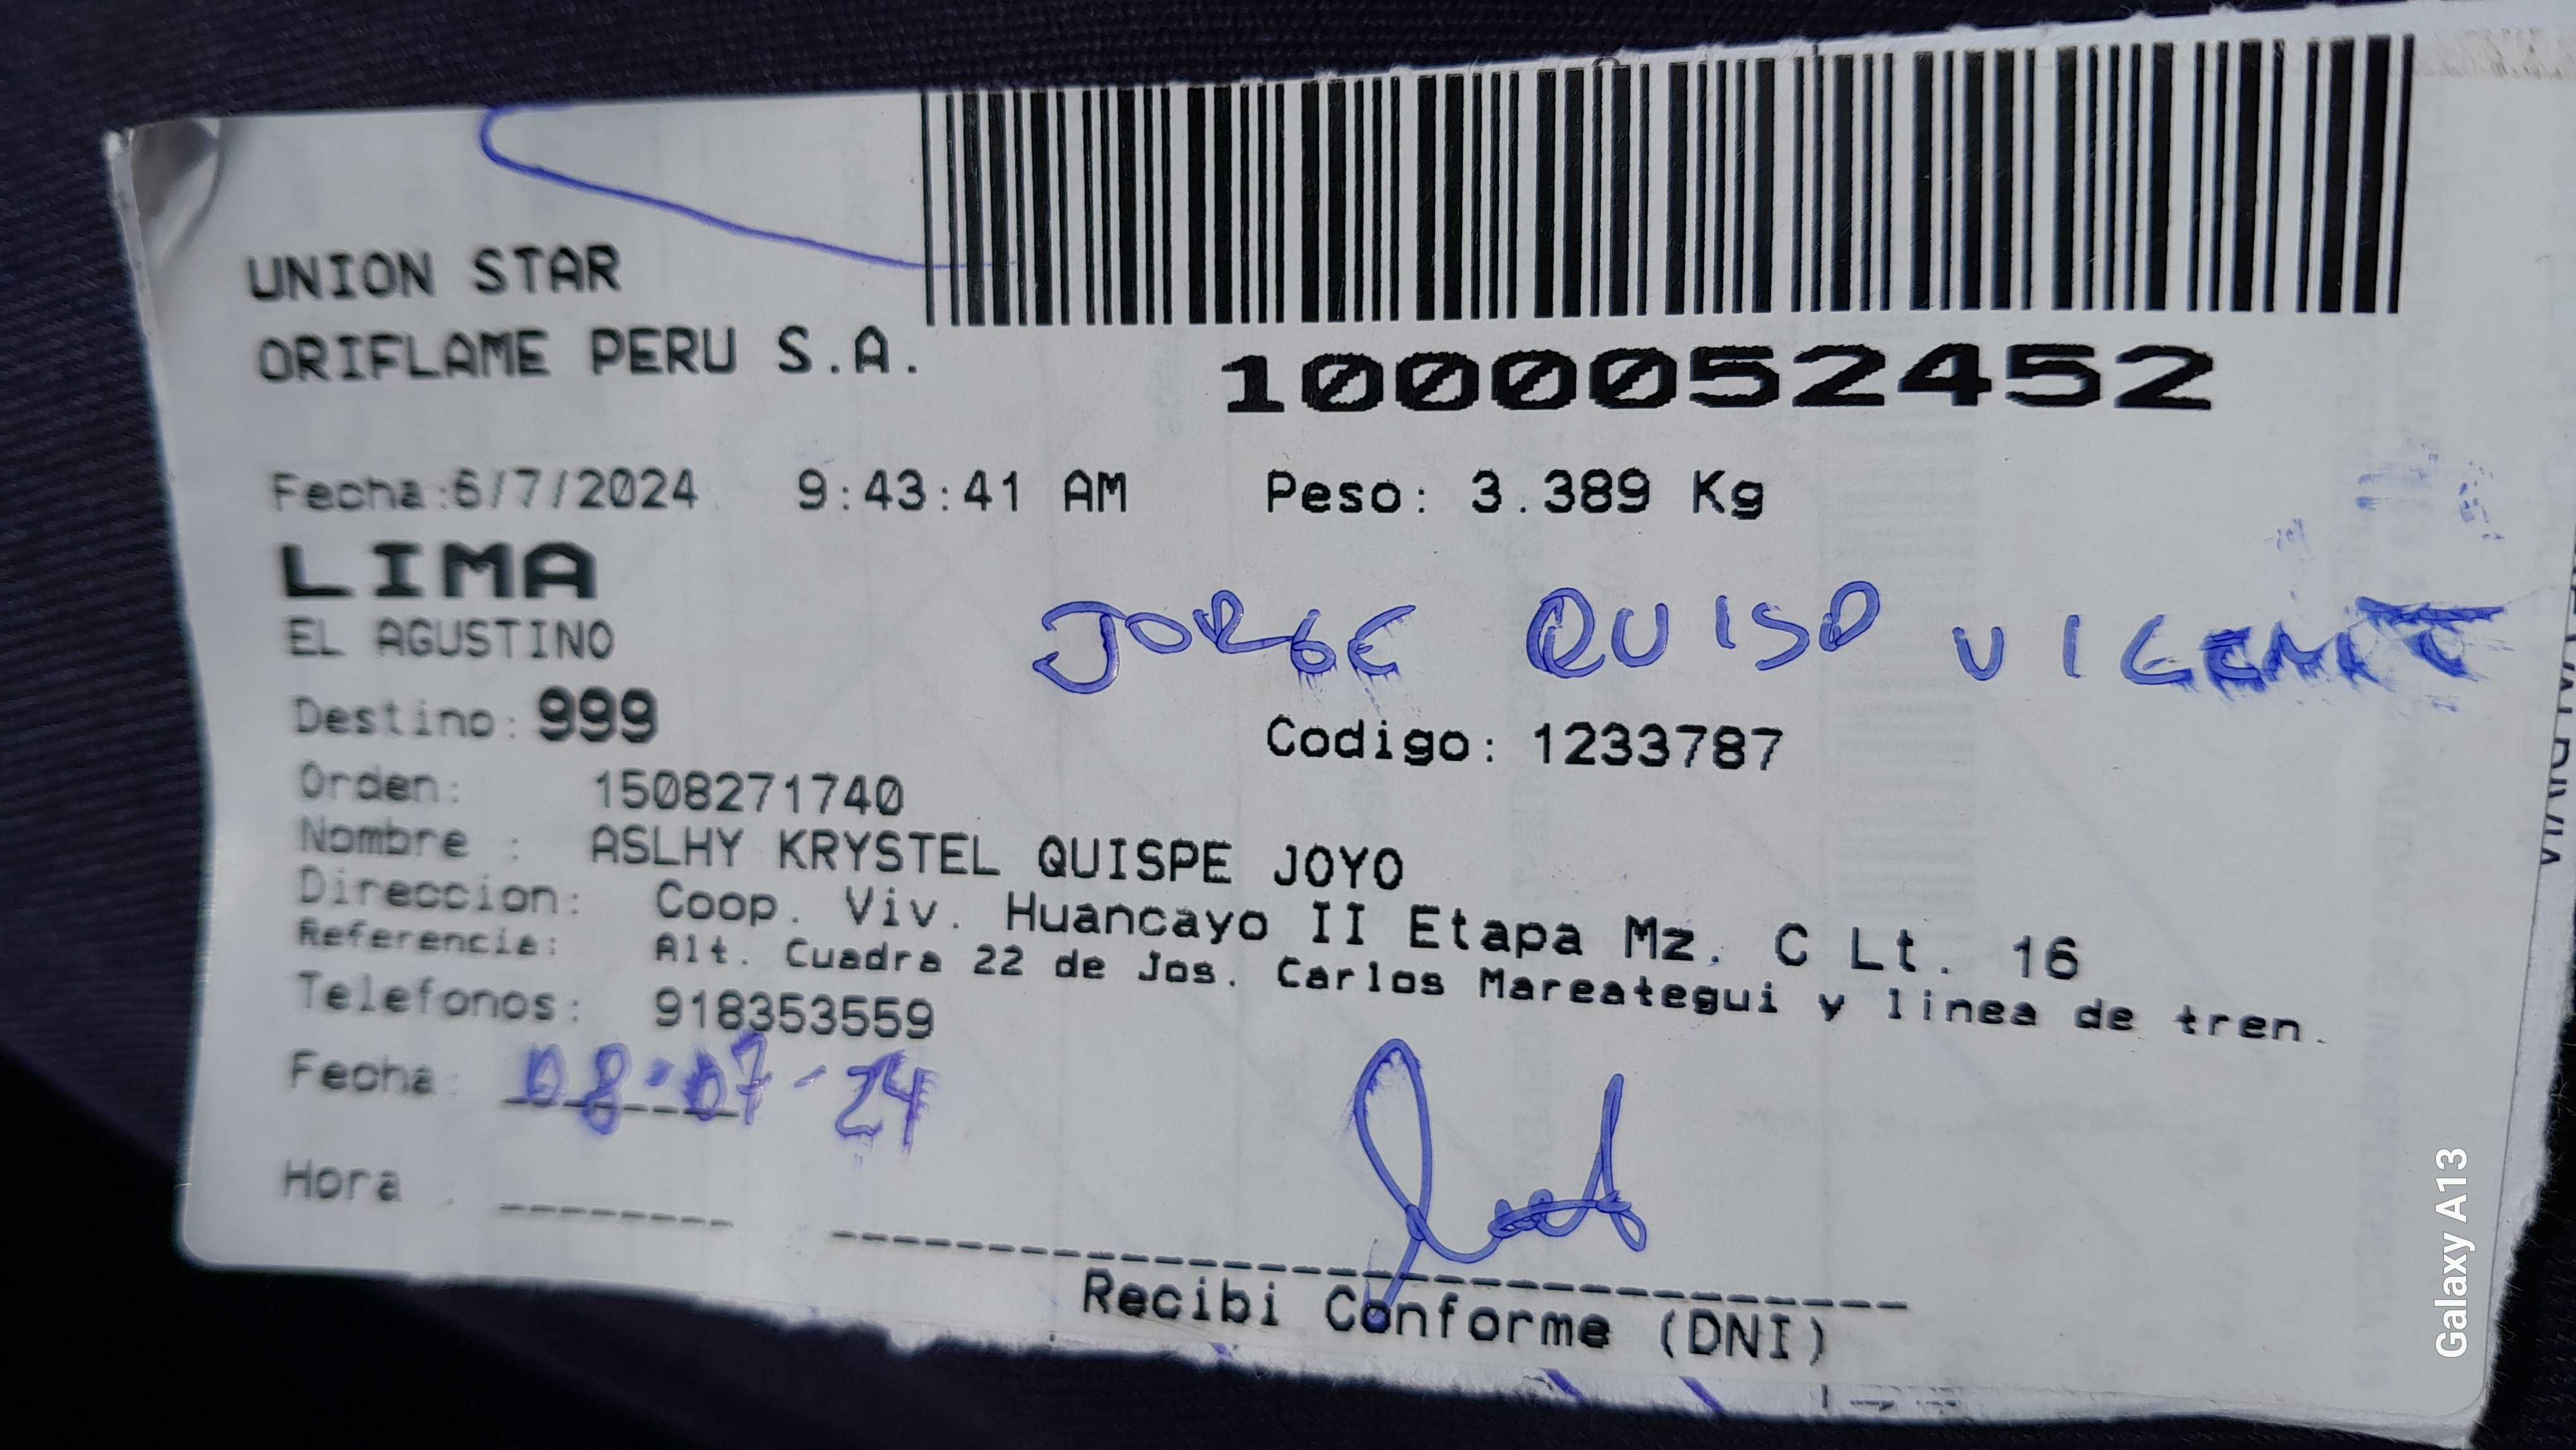 UNION STAR
ORIFLAME PERU S.A.
1000052452
Fecha:6/7/2024 9:43:41 AM Peso: 3.389 Kg
LIMA
EL AGUSTINO
JORGE QUISP VICENTE
Destino: 999
Codigo: 1233787
Orden: 1508271740
Nombre : ASLHY KRYSTEL QUISPE JOYO
Direccion: Coop. Viv. Huancayo II Etapa Mz. C Lt. 16
Referencia: Alt. Cuadra 22 de Jos. Carlos Mareategui y linea de tren.
Telefonos: 918353559
Fecha: 08-07-24
Hora :
Recibi Conforme (DNI)
Galaxy A13